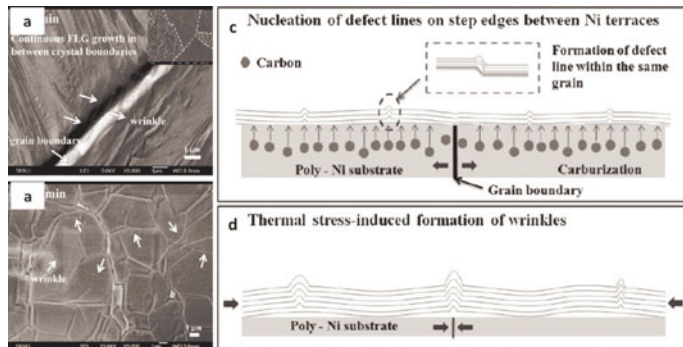 a
min
Continuous FLG growth in
between crystal boundaries
wrinkle
grain boundary
1 µm
a
min
wrinkle
c Nucleation of defect lines on step edges between Ni terraces
Carbon
Formation of defect
line within the same
grain
Poly-Ni substrate
Carburization
Grain boundary
d Thermal stress-induced formation of wrinkles
Poly - Ni substrate